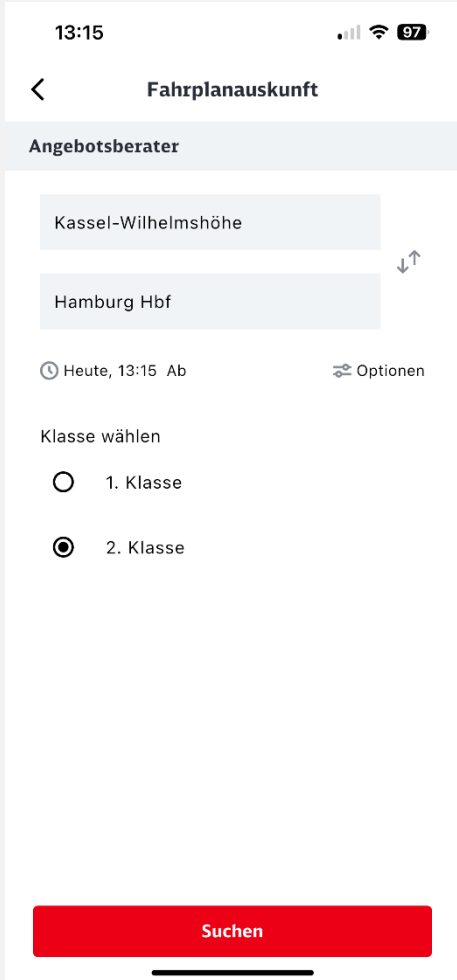 13:15
97
Fahrplanauskunft
Angebotsberater
Kassel-Wilhelmshöhe
Hamburg Hbf
Heute, 13:15 Ab
Optionen
Klasse wählen
1. Klasse
2. Klasse
Suchen